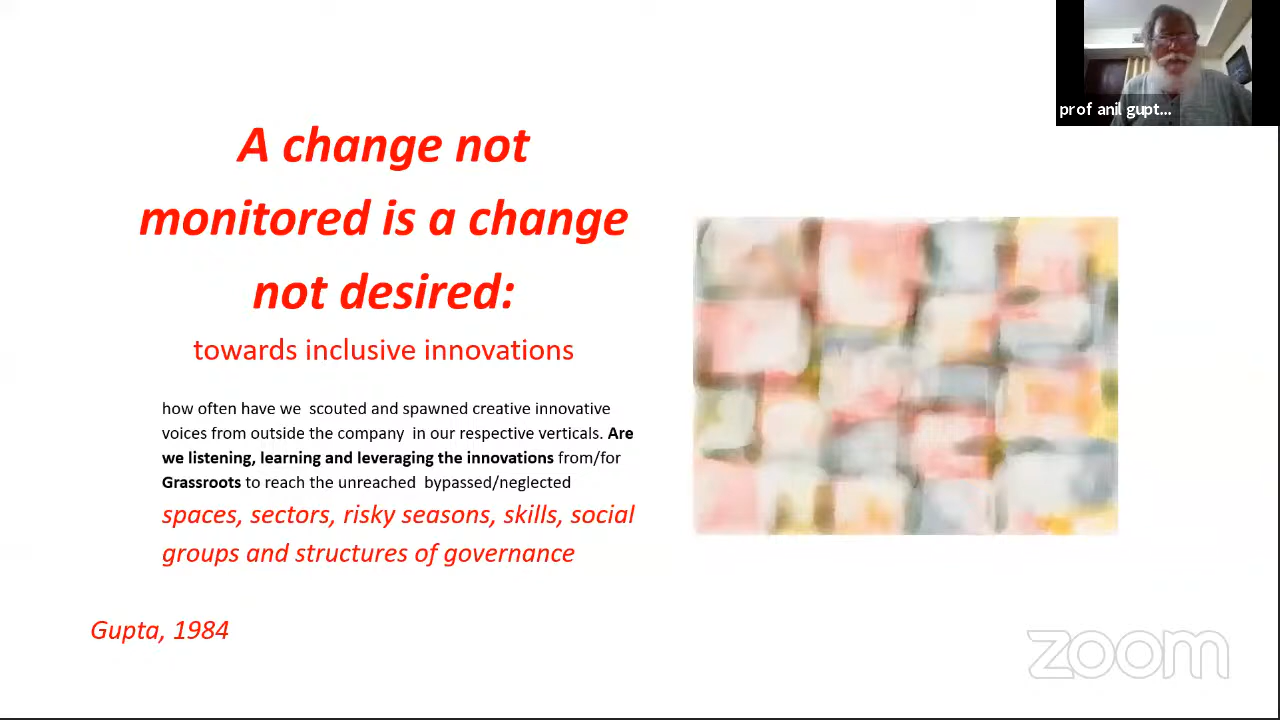 prof anil gupt...
A change not
monitored is a change
not desired:
towards inclusive innovations
how often have we scouted and spawned creative innovative
voices from outside the company in our respective verticals. Are
we listening, learning and leveraging the innovations from/for
Grassroots to reach the unreached bypassed/neglected
spaces, sectors, risky seasons, skills, social
groups and structures of governance
Gupta, 1984
zoom